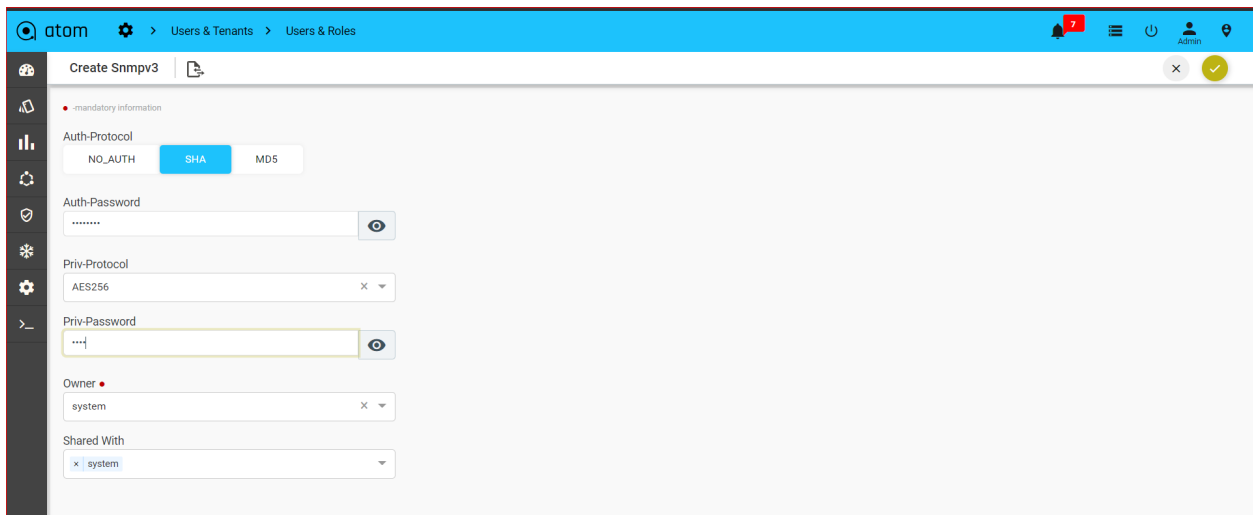 atom > Users & Tenants > Users & Roles 7 Admin
Create Snmpv3
-mandatory information
Auth-Protocol
NO_AUTH SHA MD5
Auth-Password
••••••••
Priv-Protocol
AES256 ×
Priv-Password
••••
Owner
system ×
Shared With
× system